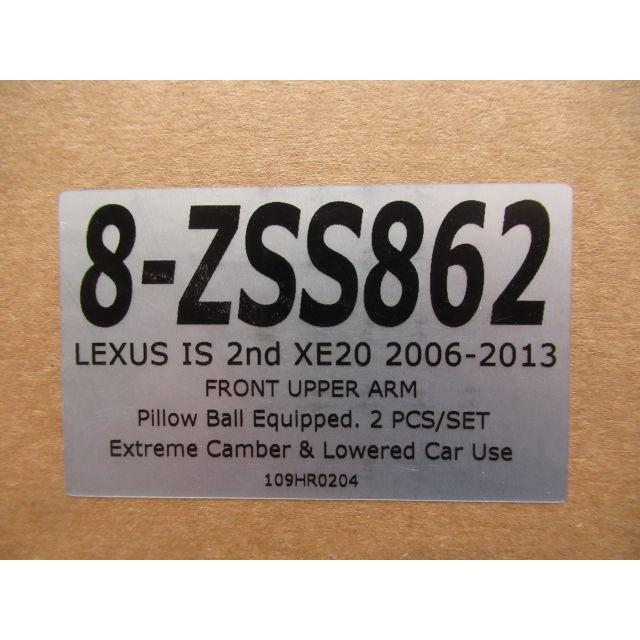 8-ZSS862
LEXUS IS 2nd XE20 2006-2013
FRONT UPPER ARM
Pillow Ball Equipped. 2 PCS/SET
Extreme Camber & Lowered Car Use
109HR0204